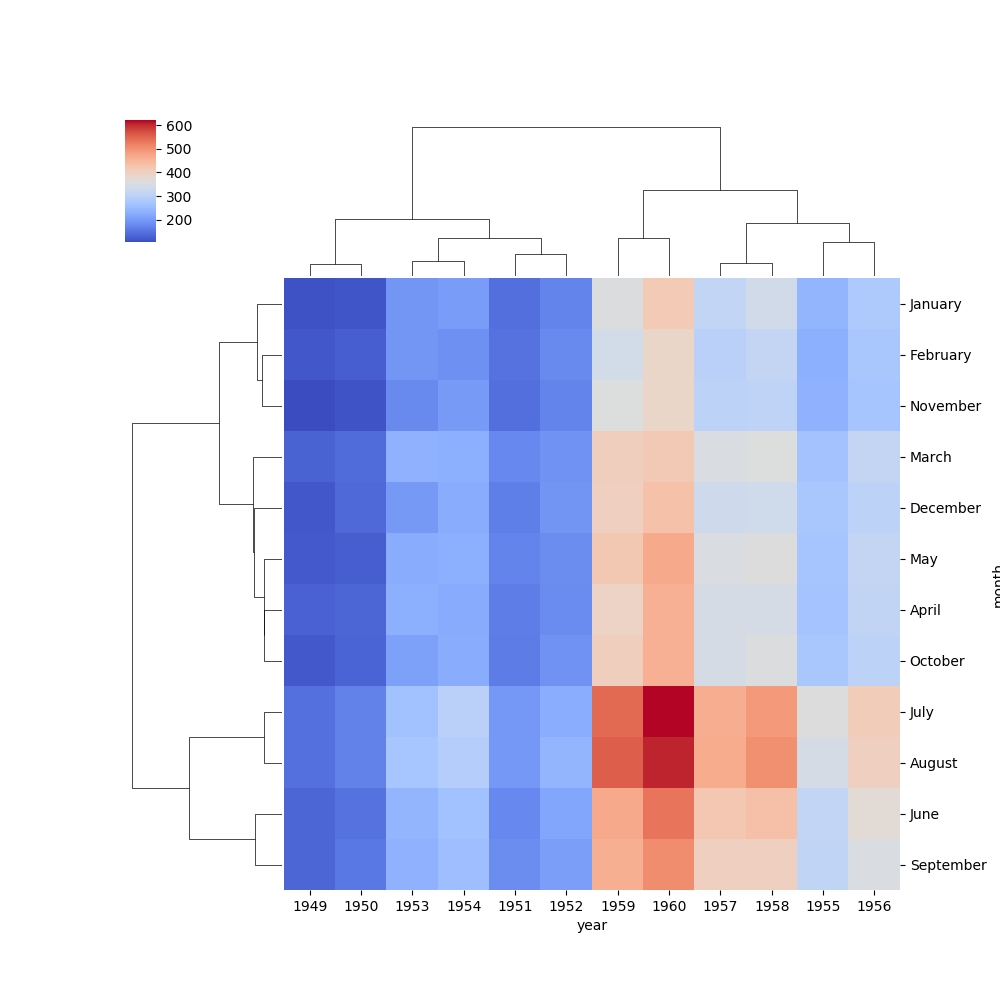 600
500
400
300
200
January
February
November
March
December
May
April
October
July
August
June
September
month
1949 1950 1953 1954 1951 1952 1959 1960 1957 1958 1955 1956
year